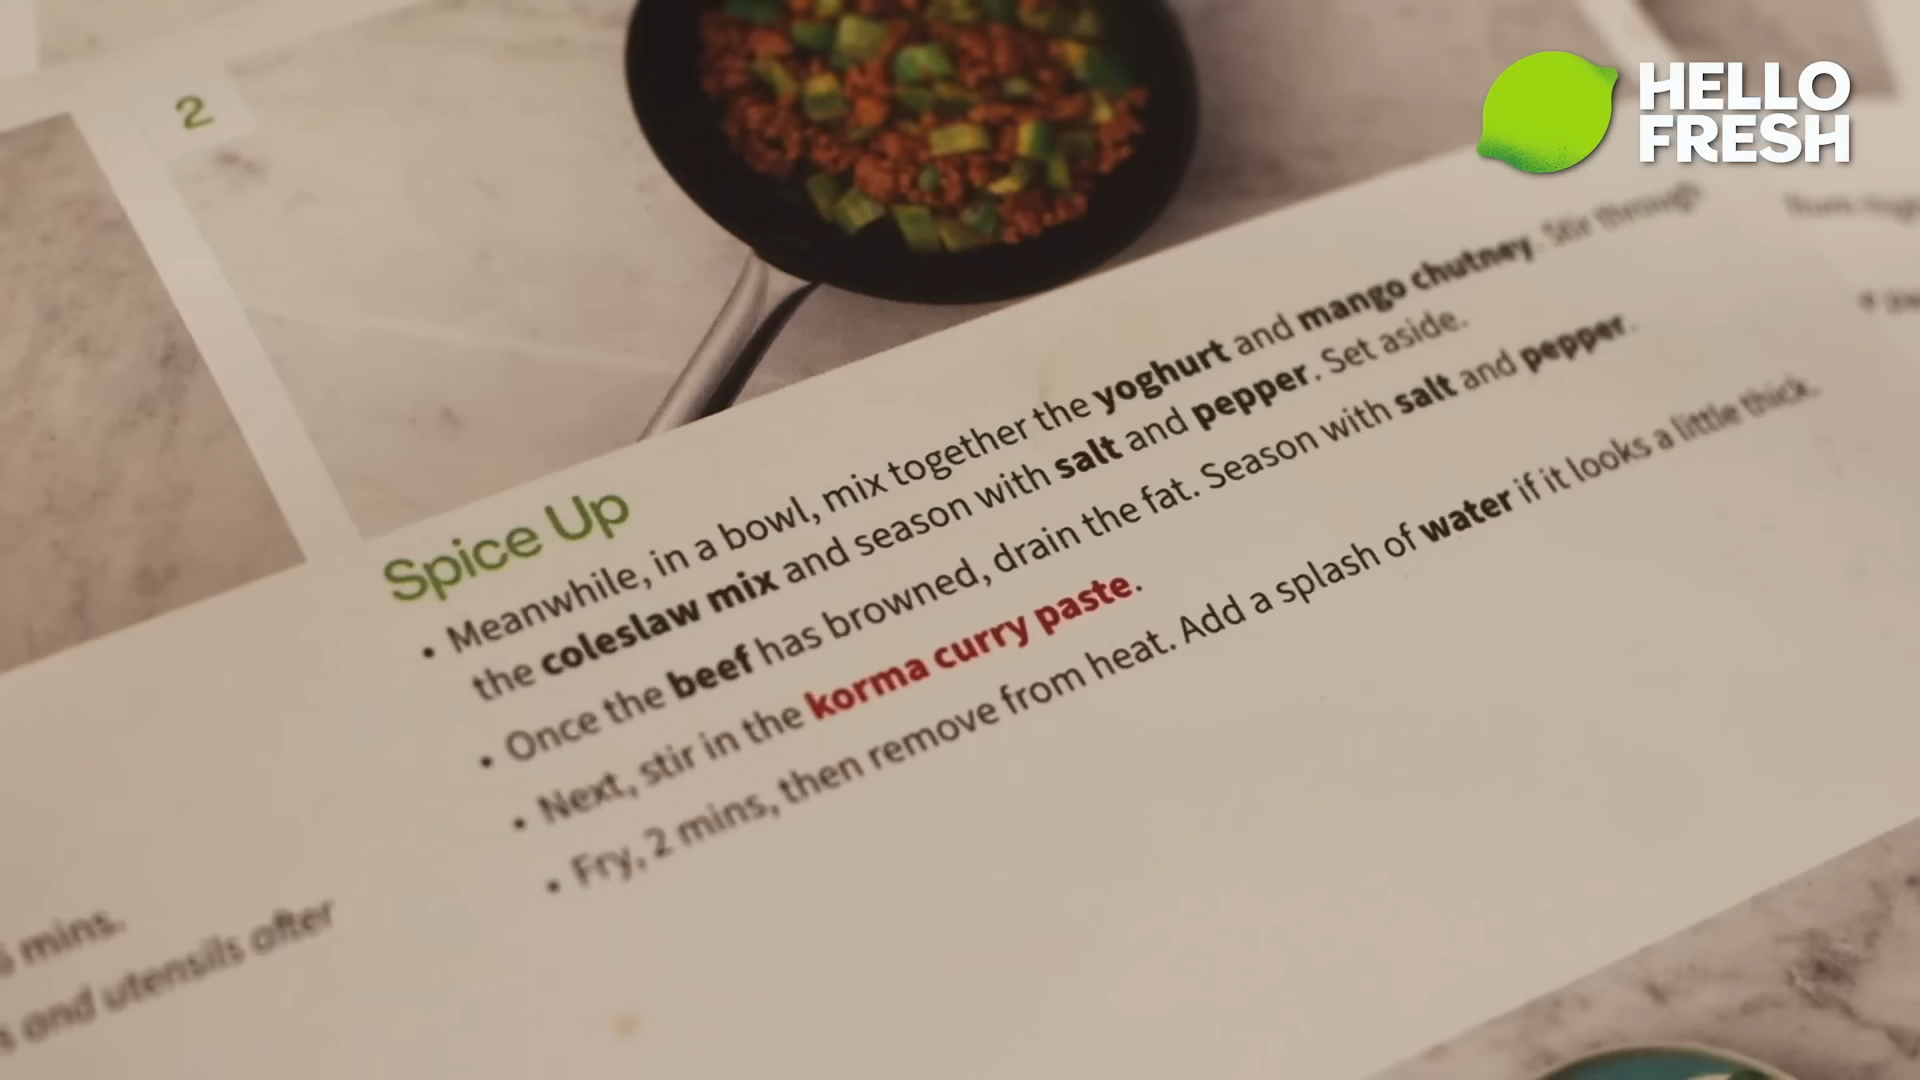 HELLO
FRESH
2
Spice Up
• Meanwhile, in a bowl, mix together the yoghurt and mango chutney. Stir through
the coleslaw mix and season with salt and pepper. Set aside.
• Once the beef has browned, drain the fat. Season with salt and pepper.
• Next, stir in the korma curry paste.
• Fry, 2 mins, then remove from heat. Add a splash of water if it looks a little thick.
mins.
and utensils after